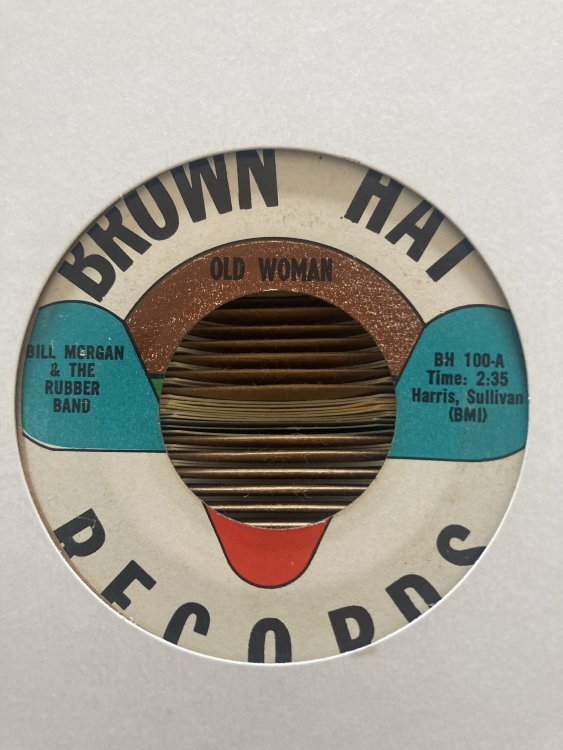 BROWN HAT
OLD WOMAN
BILL MORGAN
& THE
RUBBER
BAND
BH 100-A
Time: 2:35
Harris, Sullivan
(BMI)
RECORDS